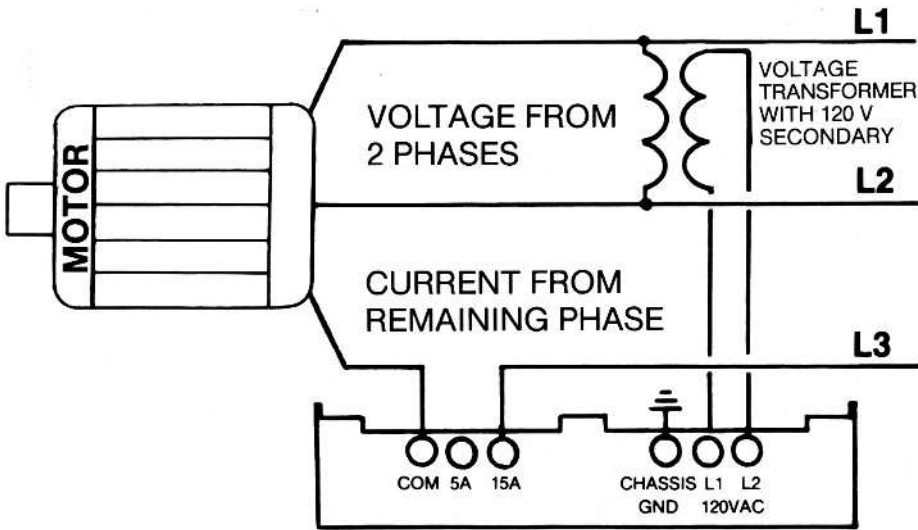 L1
VOLTAGE
TRANSFORMER
WITH 120 V
SECONDARY
VOLTAGE FROM
2 PHASES
MOTOR
L2
CURRENT FROM
REMAINING PHASE
L3
COM 5A 15A
CHASSIS L1 L2
GND 120VAC